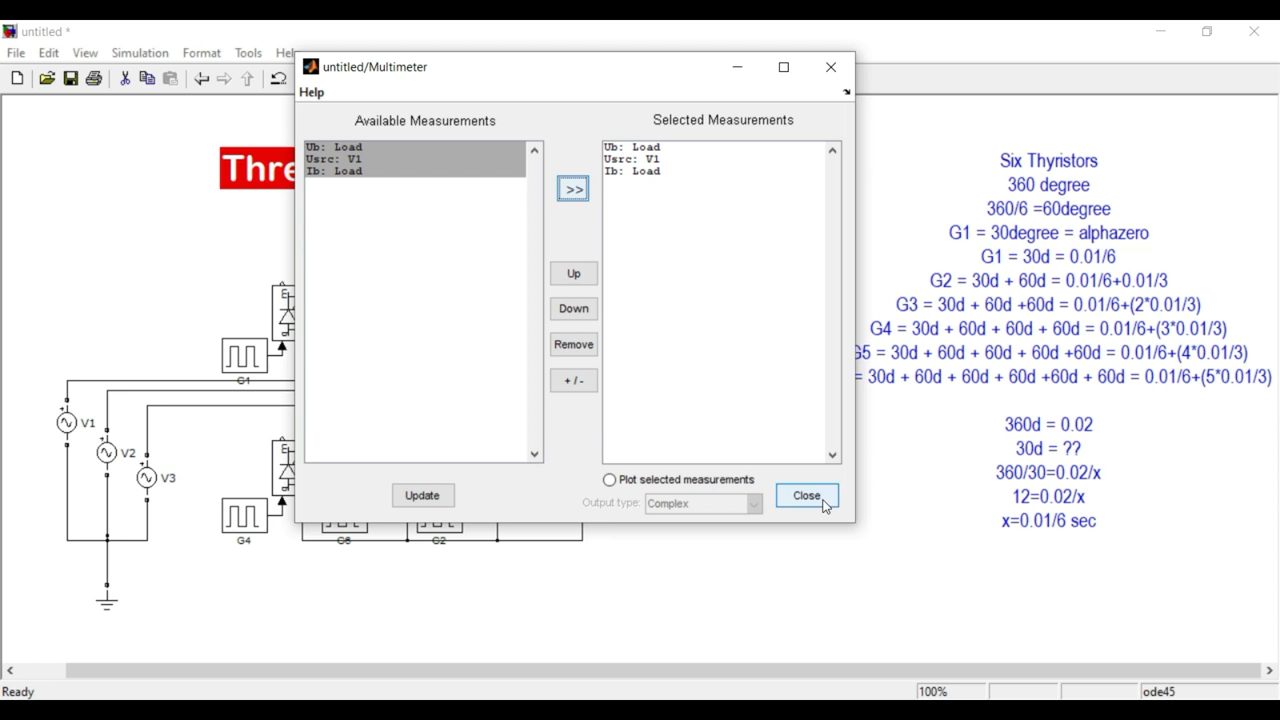 untitled *
File Edit View Simulation Format Tools Hel
untitled/Multimeter
Help
Available Measurements
Selected Measurements
Ub: Load
Usrc: V1
Ib: Load
Ub: Load
Usrc: V1
Ib: Load
>>
Up
Down
Remove
+ / -
Update
Plot selected measurements
Output type: Complex
Close
Thre
E
g
G1
V1
V2
V3
E
g
G4
G6
G2
Six Thyristors
360 degree
360/6 =60degree
G1 = 30degree = alphazero
G1 = 30d = 0.01/6
G2 = 30d + 60d = 0.01/6+0.01/3
G3 = 30d + 60d +60d = 0.01/6+(2*0.01/3)
G4 = 30d + 60d + 60d + 60d = 0.01/6+(3*0.01/3)
G5 = 30d + 60d + 60d + 60d +60d = 0.01/6+(4*0.01/3)
= 30d + 60d + 60d + 60d +60d + 60d = 0.01/6+(5*0.01/3)
360d = 0.02
30d = ??
360/30=0.02/x
12=0.02/x
x=0.01/6 sec
Ready
100%
ode45